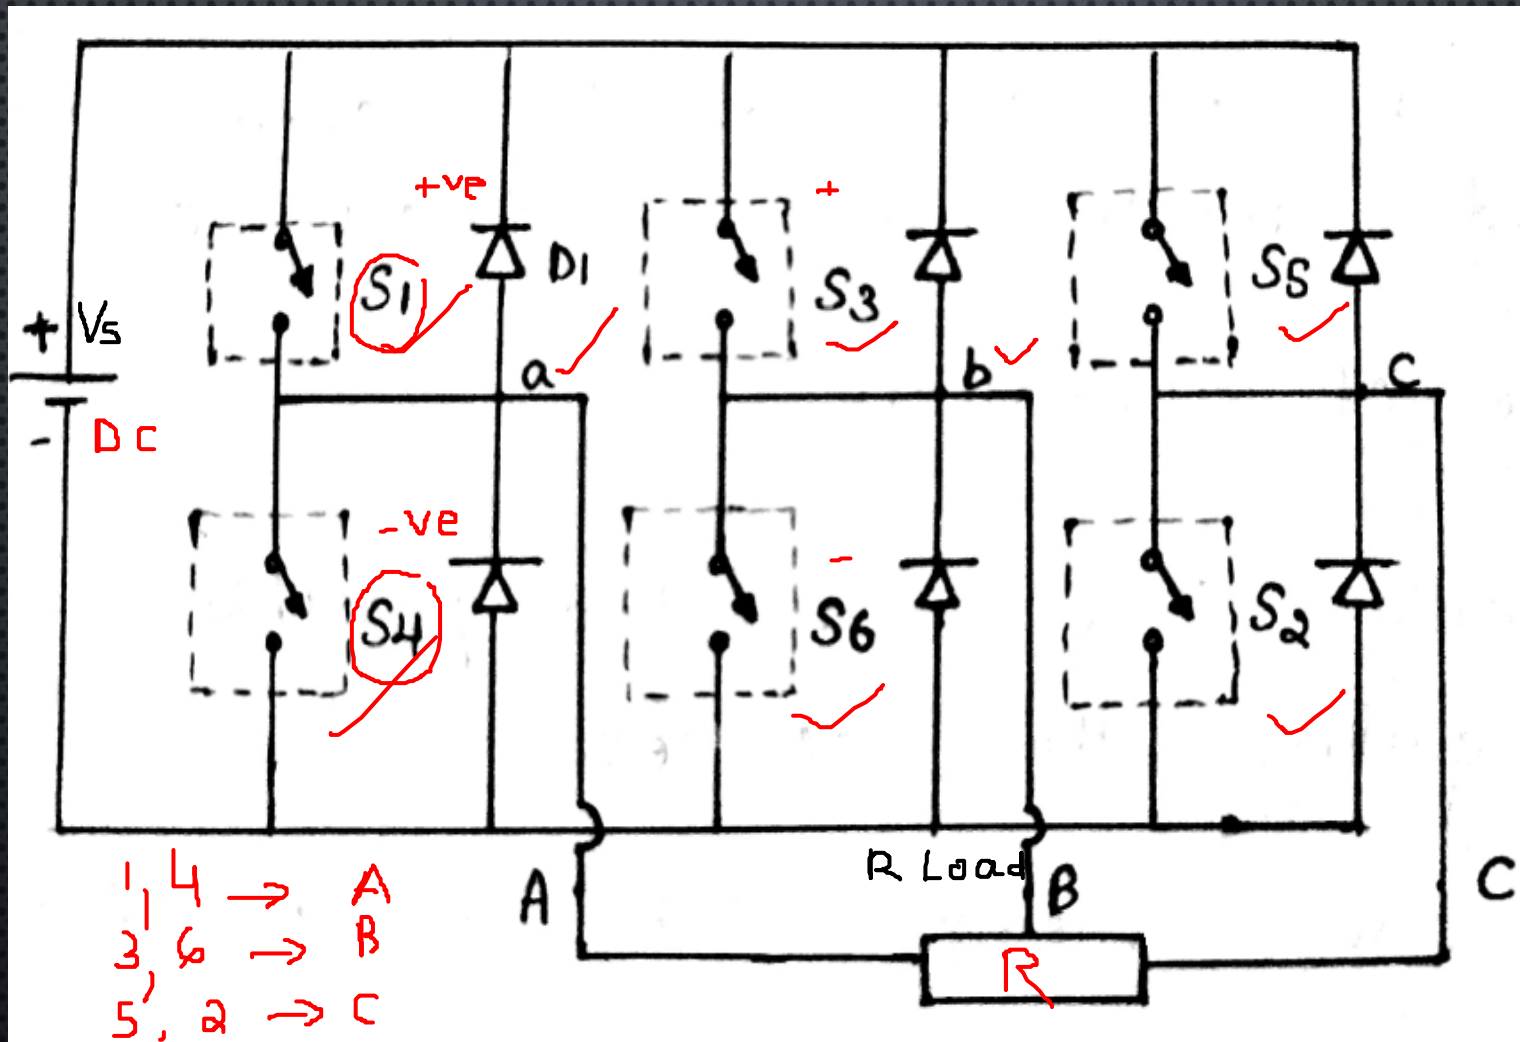 +ve
D1
S1
+
S3
S5
+ Vs
a
b
C
- DC
-ve
S4
-
S6
S2
1, 4 → A
3, 6 → B
5, 2 → C
A
R Load
B
C
R